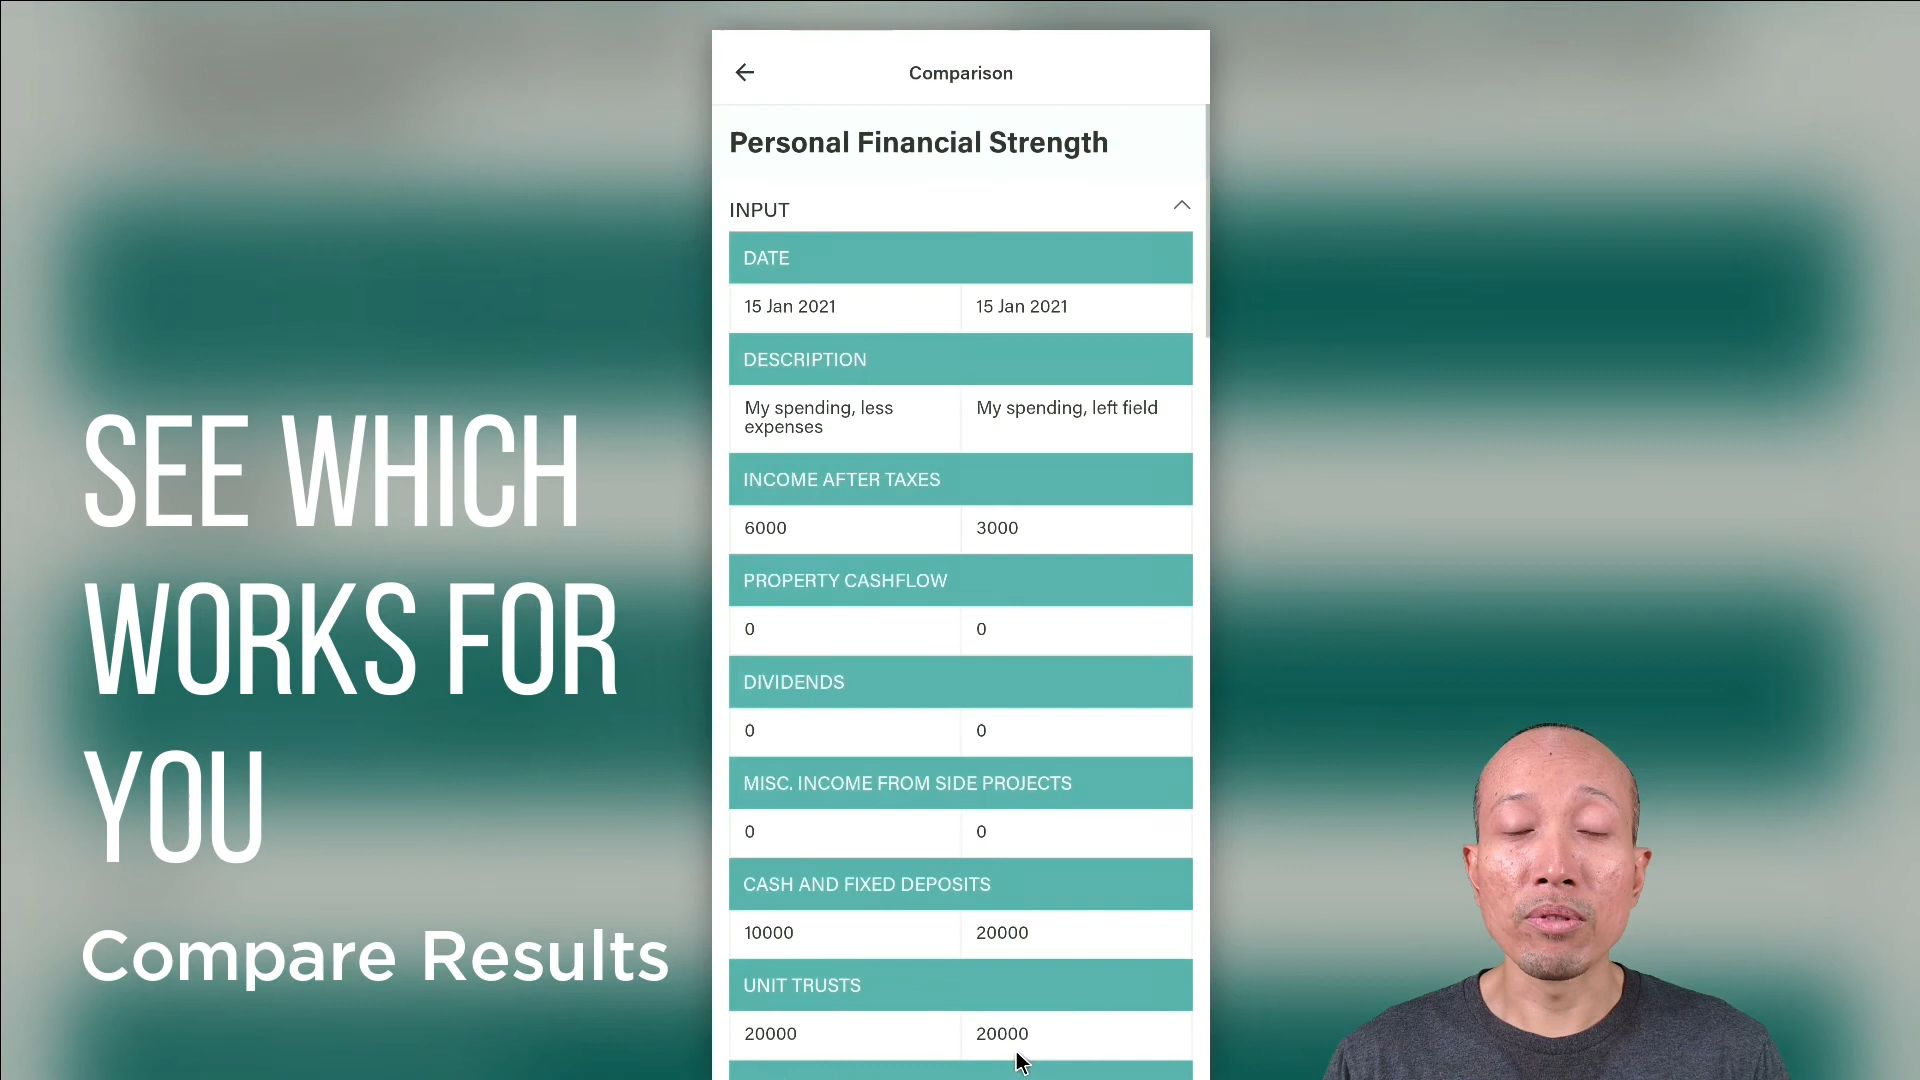 SEE WHICH
WORKS FOR
YOU
Compare Results
Comparison
Personal Financial Strength
INPUT
DATE
15 Jan 2021 15 Jan 2021
DESCRIPTION
My spending, less My spending, left field
expenses
INCOME AFTER TAXES
6000 3000
PROPERTY CASHFLOW
0 0
DIVIDENDS
0 0
MISC. INCOME FROM SIDE PROJECTS
0 0
CASH AND FIXED DEPOSITS
10000 20000
UNIT TRUSTS
20000 20000